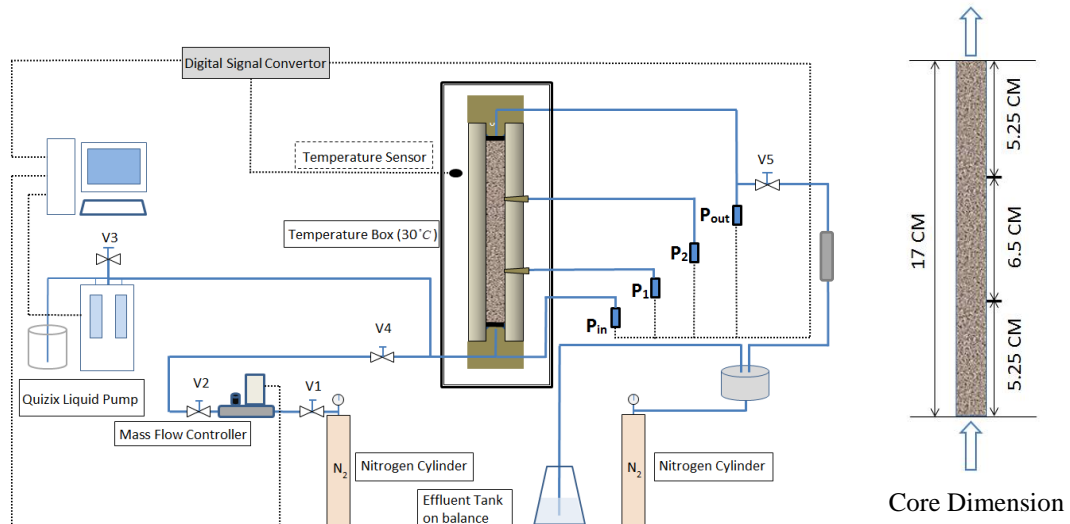 Digital Signal Convertor
Temperature Sensor
Temperature Box (30˚C)
V3
Quizix Liquid Pump
V4
V2
V1
Mass Flow Controller
N2
Nitrogen Cylinder
Effluent Tank
on balance
N2
Nitrogen Cylinder
Pin
P1
P2
Pout
V5
17 CM
5.25 CM
6.5 CM
5.25 CM
Core Dimension